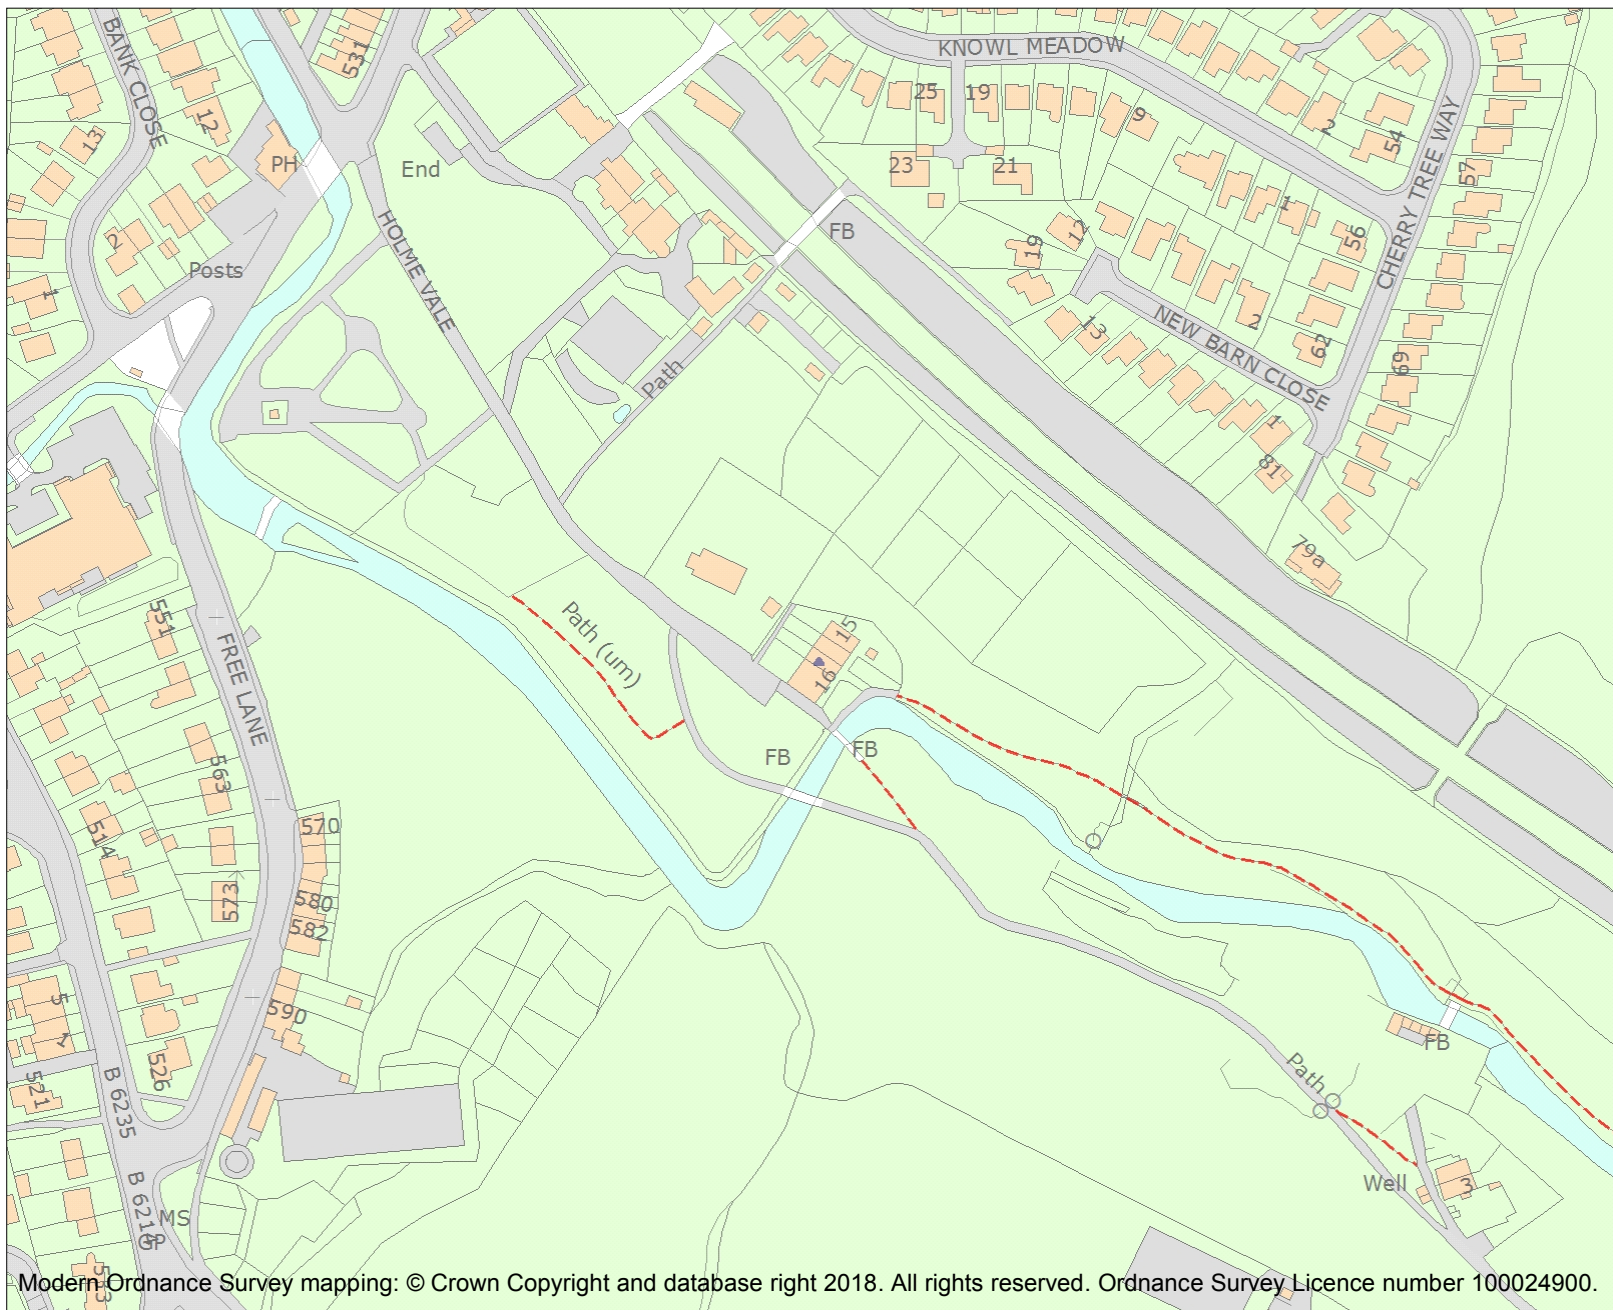 BANK CLOSE
531
KNOWL MEADOW
25
19
9
2
54
12
13
PH
End
23
21
CHERRY TREE WAY
57
1
2
HOLME VALE
FB
12
19
56
Posts
1
13
NEW BARN CLOSE
2
62
69
Path
1
81
79a
551
Path (um)
15
16
FREE LANE
563
FB
FB
514
570
573
580
582
5
1
590
526
521
FB
Path
B 6235
B 6214
Well
3
MS
GP
Modern Ordnance Survey mapping: © Crown Copyright and database right 2018. All rights reserved. Ordnance Survey Licence number 100024900.